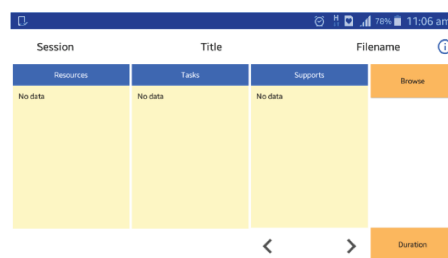 H 78% 11:06 am
Session Title Filename
Resources Tasks Supports Browse
No data No data No data
Duration